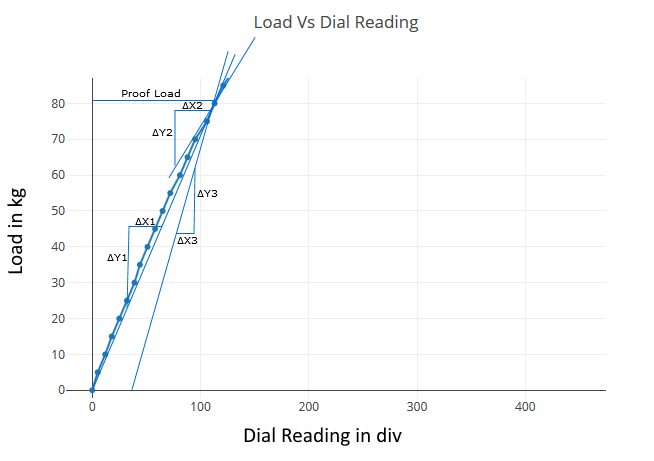 Load Vs Dial Reading
Proof Load
ΔX2
ΔY2
ΔY3
ΔX1
ΔX3
ΔY1
Load in kg
80
70
60
50
40
30
20
10
0
0 100 200 300 400
Dial Reading in div